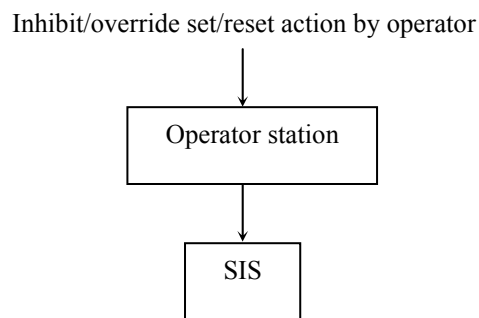 Inhibit/override set/reset action by operator
Operator station
SIS